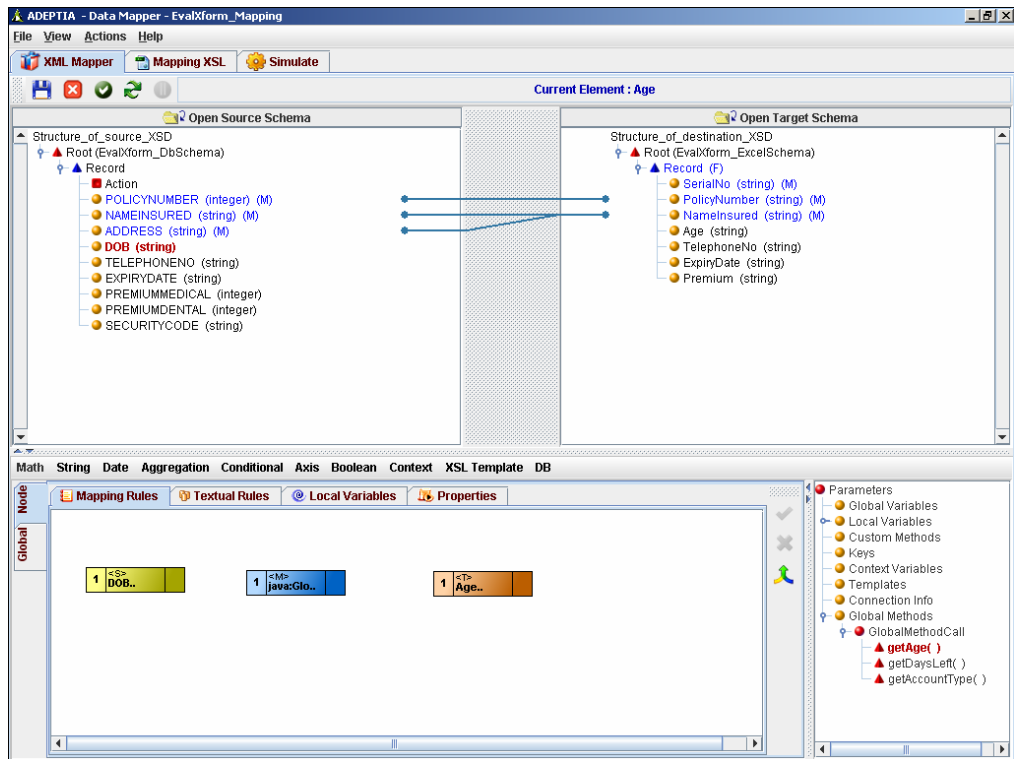 ADEPTIA - Data Mapper - EvalXform_Mapping
File View Actions Help
XML Mapper Mapping XSL Simulate
Current Element : Age
Open Source Schema Open Target Schema
Structure_of_source_XSD Structure_of_destination_XSD
Root (EvalXform_DbSchema) Root (EvalXform_ExcelSchema)
Record Record (F)
Action SerialNo (string) (M)
POLICYNUMBER (integer) (M) PolicyNumber (string) (M)
NAMEINSURED (string) (M) NameInsured (string) (M)
ADDRESS (string) (M) Age (string)
DOB (string) TelephoneNo (string)
TELEPHONENO (string) ExpiryDate (string)
EXPIRYDATE (string) Premium (string)
PREMIUMMEDICAL (integer)
PREMIUMDENTAL (integer)
SECURITYCODE (string)
Math String Date Aggregation Conditional Axis Boolean Context XSL Template DB
Node
Global
Mapping Rules Textual Rules Local Variables Properties
1 <S> DOB..
1 <M> java:Glo..
1 <T> Age..
Parameters
Global Variables
Local Variables
Custom Methods
Keys
Context Variables
Templates
Connection Info
Global Methods
GlobalMethodCall
getAge( )
getDaysLeft( )
getAccountType( )